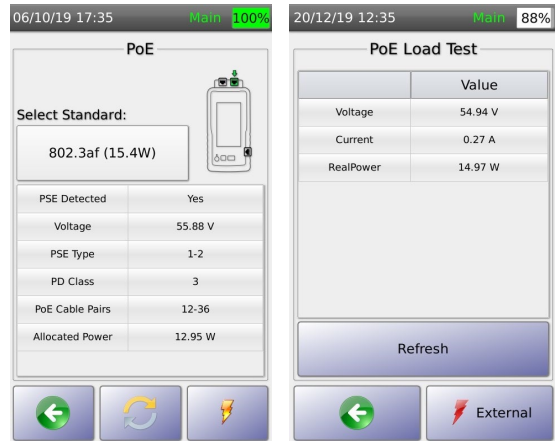 06/10/19 17:35 Main 100%
PoE
Select Standard:
802.3af (15.4W)
PSE Detected Yes
Voltage 55.88 V
PSE Type 1-2
PD Class 3
PoE Cable Pairs 12-36
Allocated Power 12.95 W
20/12/19 12:35 Main 88%
PoE Load Test
Value
Voltage 54.94 V
Current 0.27 A
RealPower 14.97 W
Refresh
External